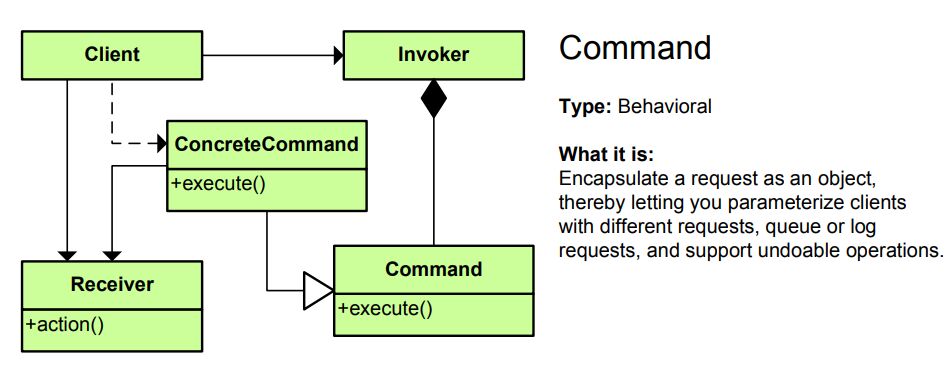 Client
Invoker
ConcreteCommand
+execute()
Command
+execute()
Receiver
+action()
Command
Type: Behavioral
What it is:
Encapsulate a request as an object,
thereby letting you parameterize clients
with different requests, queue or log
requests, and support undoable operations.